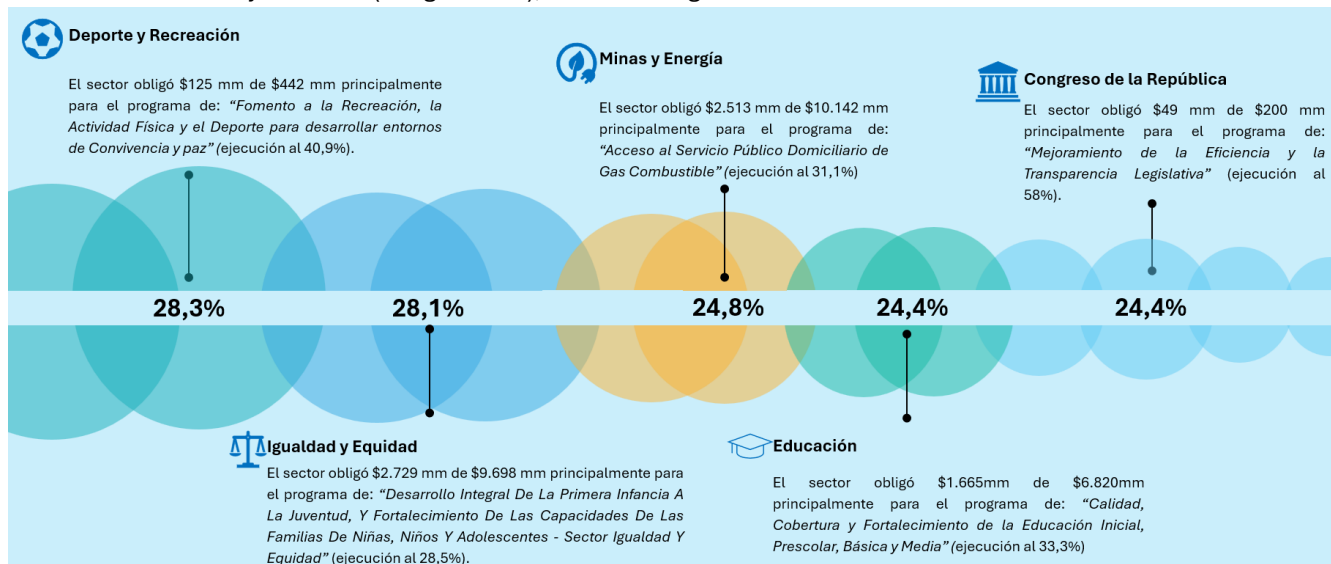 Deporte y Recreación
El sector obligó $125 mm de $442 mm principalmente
para el programa de: “Fomento a la Recreación, la
Actividad Física y el Deporte para desarrollar entornos
de Convivencia y paz” (ejecución al 40,9%).
Minas y Energía
El sector obligó $2.513 mm de $10.142 mm
principalmente para el programa de:
“Acceso al Servicio Público Domiciliario de
Gas Combustible” (ejecución al 31,1%)
Congreso de la República
El sector obligó $49 mm de $200 mm
principalmente para el programa de:
“Mejoramiento de la Eficiencia y la
Transparencia Legislativa” (ejecución al
58%).
28,3%
28,1%
24,8%
24,4%
24,4%
Igualdad y Equidad
El sector obligó $2.729 mm de $9.698 mm principalmente para
el programa de: “Desarrollo Integral De La Primera Infancia A
La Juventud, Y Fortalecimiento De Las Capacidades De Las
Familias De Niñas, Niños Y Adolescentes - Sector Igualdad Y
Equidad” (ejecución al 28,5%).
Educación
El sector obligó $1.665mm de $6.820mm
principalmente para el programa de: “Calidad,
Cobertura y Fortalecimiento de la Educación Inicial,
Prescolar, Básica y Media” (ejecución al 33,3%)